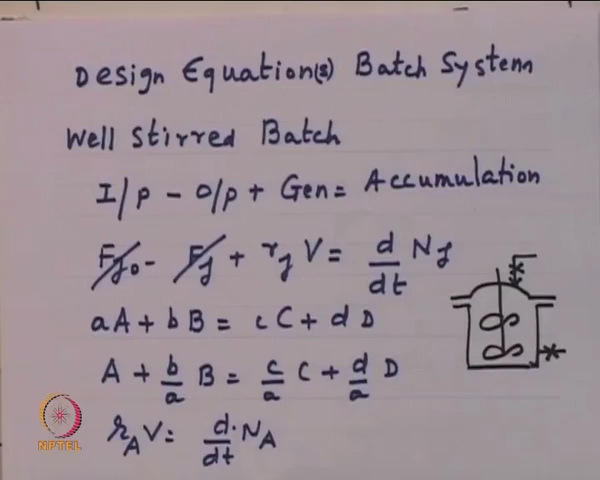 Design Equation(s) Batch System
Well Stirred Batch
I/p - O/p + Gen = Accumulation
Fjo - Fj + rj V = d/dt Nj
aA + bB = cC + dD
A + b/a B = c/a C + d/a D
rA V = d/dt NA
NPTEL